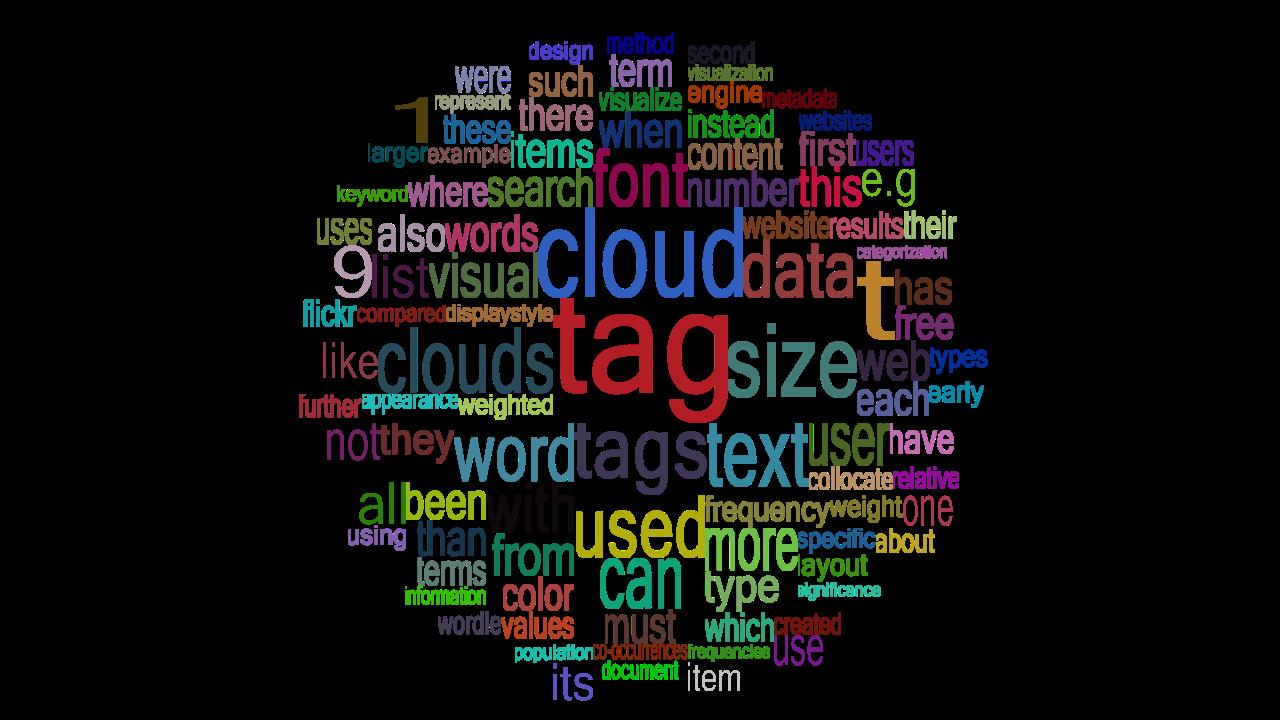 design method second
were such term visualization
represent there visualize engine metadata
1 these when instead websites
larger example items content first users
keyword where search font number this e.g
uses also words cloud website results their
9 list visual data categorization
t has
flickr compared displaystyle tag free
like clouds size web types
further appearance weighted each early
not they word tags text user have
collocate relative
all been with used frequency weight one
using than from more specific about
terms can type layout
information color significance
wordle values must which created
population co-occurrences frequencies use
its document item